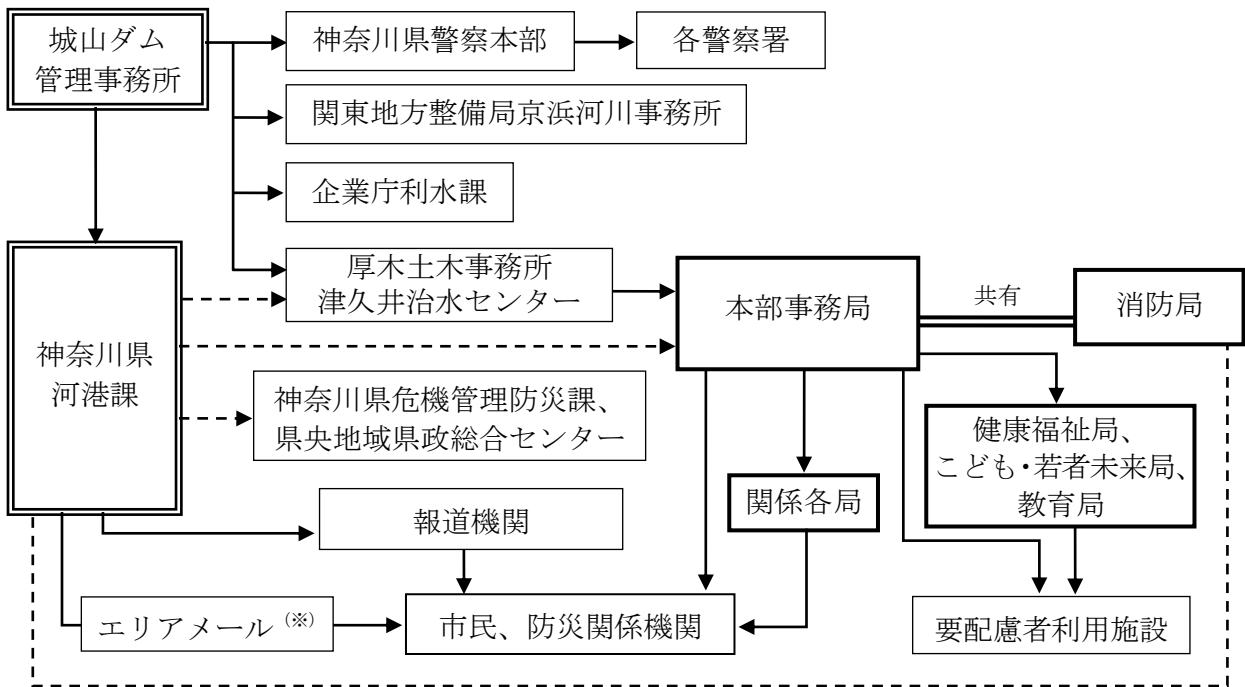 城山ダム
管理事務所
神奈川県警察本部
各警察署
関東地方整備局京浜河川事務所
企業庁利水課
厚木土木事務所
津久井治水センター
本部事務局
共有
消防局
神奈川県
河港課
神奈川県危機管理防災課、
県央地域県政総合センター
健康福祉局、
こども・若者未来局、
教育局
関係各局
報道機関
エリアメール(※)
市民、防災関係機関
要配慮者利用施設